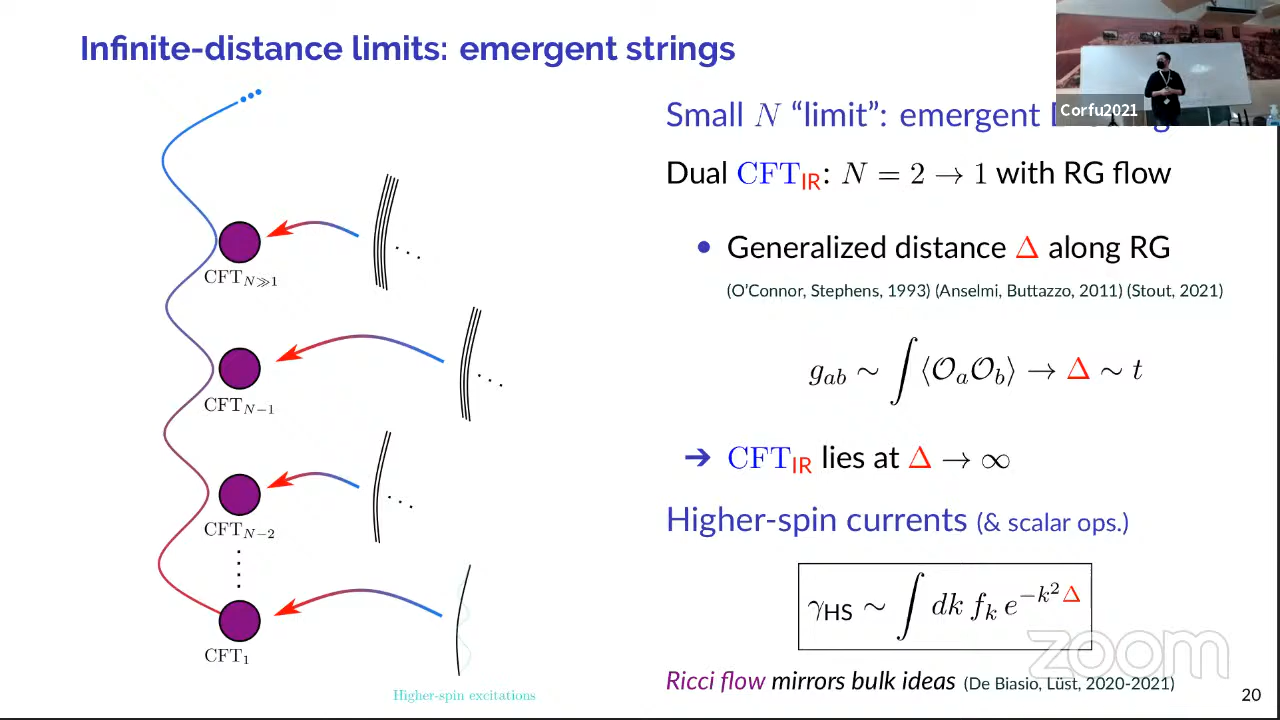 Infinite-distance limits: emergent strings
Corfu2021
Small N “limit”: emergent
Dual CFT_IR: N = 2 → 1 with RG flow
• Generalized distance Δ along RG
(O’Connor, Stephens, 1993) (Anselmi, Buttazzo, 2011) (Stout, 2021)
g_{ab} ~ ∫ ⟨O_a O_b⟩ → Δ ~ t
➔ CFT_IR lies at Δ → ∞
Higher-spin currents (& scalar ops.)
γ_HS ~ ∫ dk f_k e^{−k²Δ}
Ricci flow mirrors bulk ideas (De Biasio, Lüst, 2020-2021)
CFT_{N≫1}
CFT_{N−1}
CFT_{N−2}
CFT_1
Higher-spin excitations
zoom
20